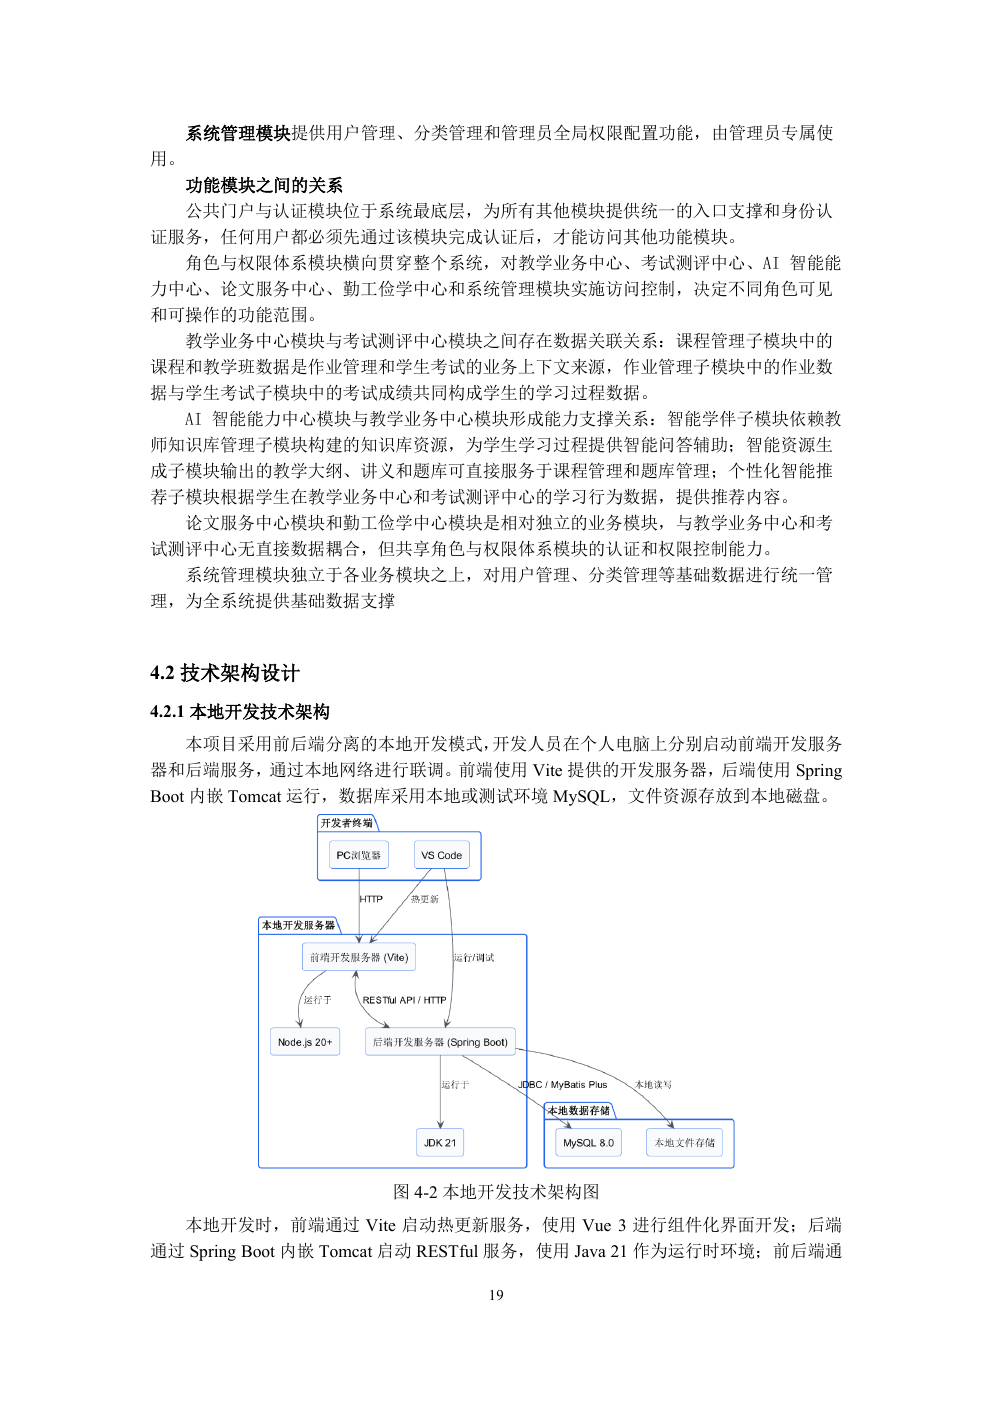 系统管理模块提供用户管理、分类管理和管理员全局权限配置功能，由管理员专属使
用。
功能模块之间的关系
公共门户与认证模块位于系统最底层，为所有其他模块提供统一的入口支撑和身份认
证服务，任何用户都必须先通过该模块完成认证后，才能访问其他功能模块。
角色与权限体系模块横向贯穿整个系统，对教学业务中心、考试测评中心、AI 智能能
力中心、论文服务中心、勤工俭学中心和系统管理模块实施访问控制，决定不同角色可见
和可操作的功能范围。
教学业务中心模块与考试测评中心模块之间存在数据关联关系：课程管理子模块中的
课程和教学班数据是作业管理和学生考试的业务上下文来源，作业管理子模块中的作业数
据与学生考试子模块中的考试成绩共同构成学生的学习过程数据。
AI 智能能力中心模块与教学业务中心模块形成能力支撑关系：智能学伴子模块依赖教
师知识库管理子模块构建的知识库资源，为学生学习过程提供智能问答辅助；智能资源生
成子模块输出的教学大纲、讲义和题库可直接服务于课程管理和题库管理；个性化智能推
荐子模块根据学生在教学业务中心和考试测评中心的学习行为数据，提供推荐内容。
论文服务中心模块和勤工俭学中心模块是相对独立的业务模块，与教学业务中心和考
试测评中心无直接数据耦合，但共享角色与权限体系模块的认证和权限控制能力。
系统管理模块独立于各业务模块之上，对用户管理、分类管理等基础数据进行统一管
理，为全系统提供基础数据支撑
4.2 技术架构设计
4.2.1 本地开发技术架构
本项目采用前后端分离的本地开发模式，开发人员在个人电脑上分别启动前端开发服务
器和后端服务，通过本地网络进行联调。前端使用 Vite 提供的开发服务器，后端使用 Spring
Boot 内嵌 Tomcat 运行，数据库采用本地或测试环境 MySQL，文件资源存放到本地磁盘。
开发者终端
PC浏览器
VS Code
HTTP
热更新
本地开发服务器
前端开发服务器 (Vite)
运行/调试
运行于
RESTful API / HTTP
Node.js 20+
后端开发服务器 (Spring Boot)
运行于
JDBC / MyBatis Plus
本地读写
本地数据存储
JDK 21
MySQL 8.0
本地文件存储
图 4-2 本地开发技术架构图
本地开发时，前端通过 Vite 启动热更新服务，使用 Vue 3 进行组件化界面开发；后端
通过 Spring Boot 内嵌 Tomcat 启动 RESTful 服务，使用 Java 21 作为运行时环境；前后端通
19